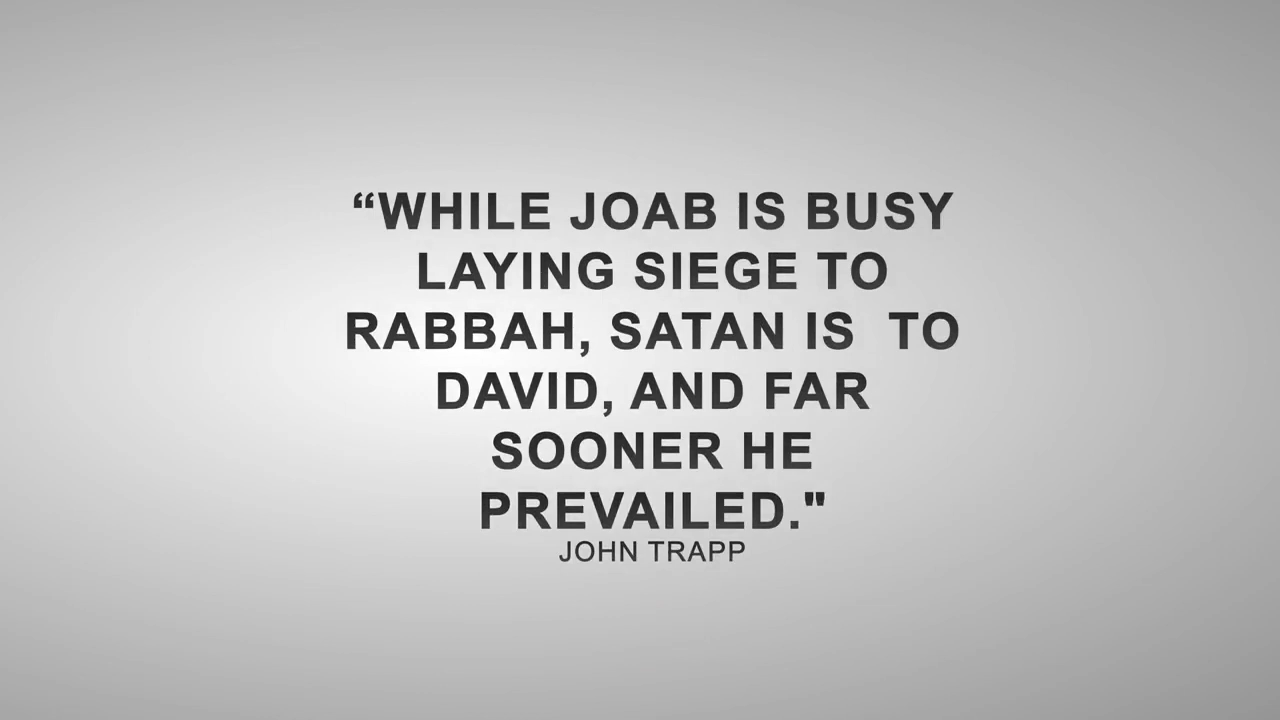 “WHILE JOAB IS BUSY
LAYING SIEGE TO
RABBAH, SATAN IS  TO
DAVID, AND FAR
SOONER HE
PREVAILED."
JOHN TRAPP